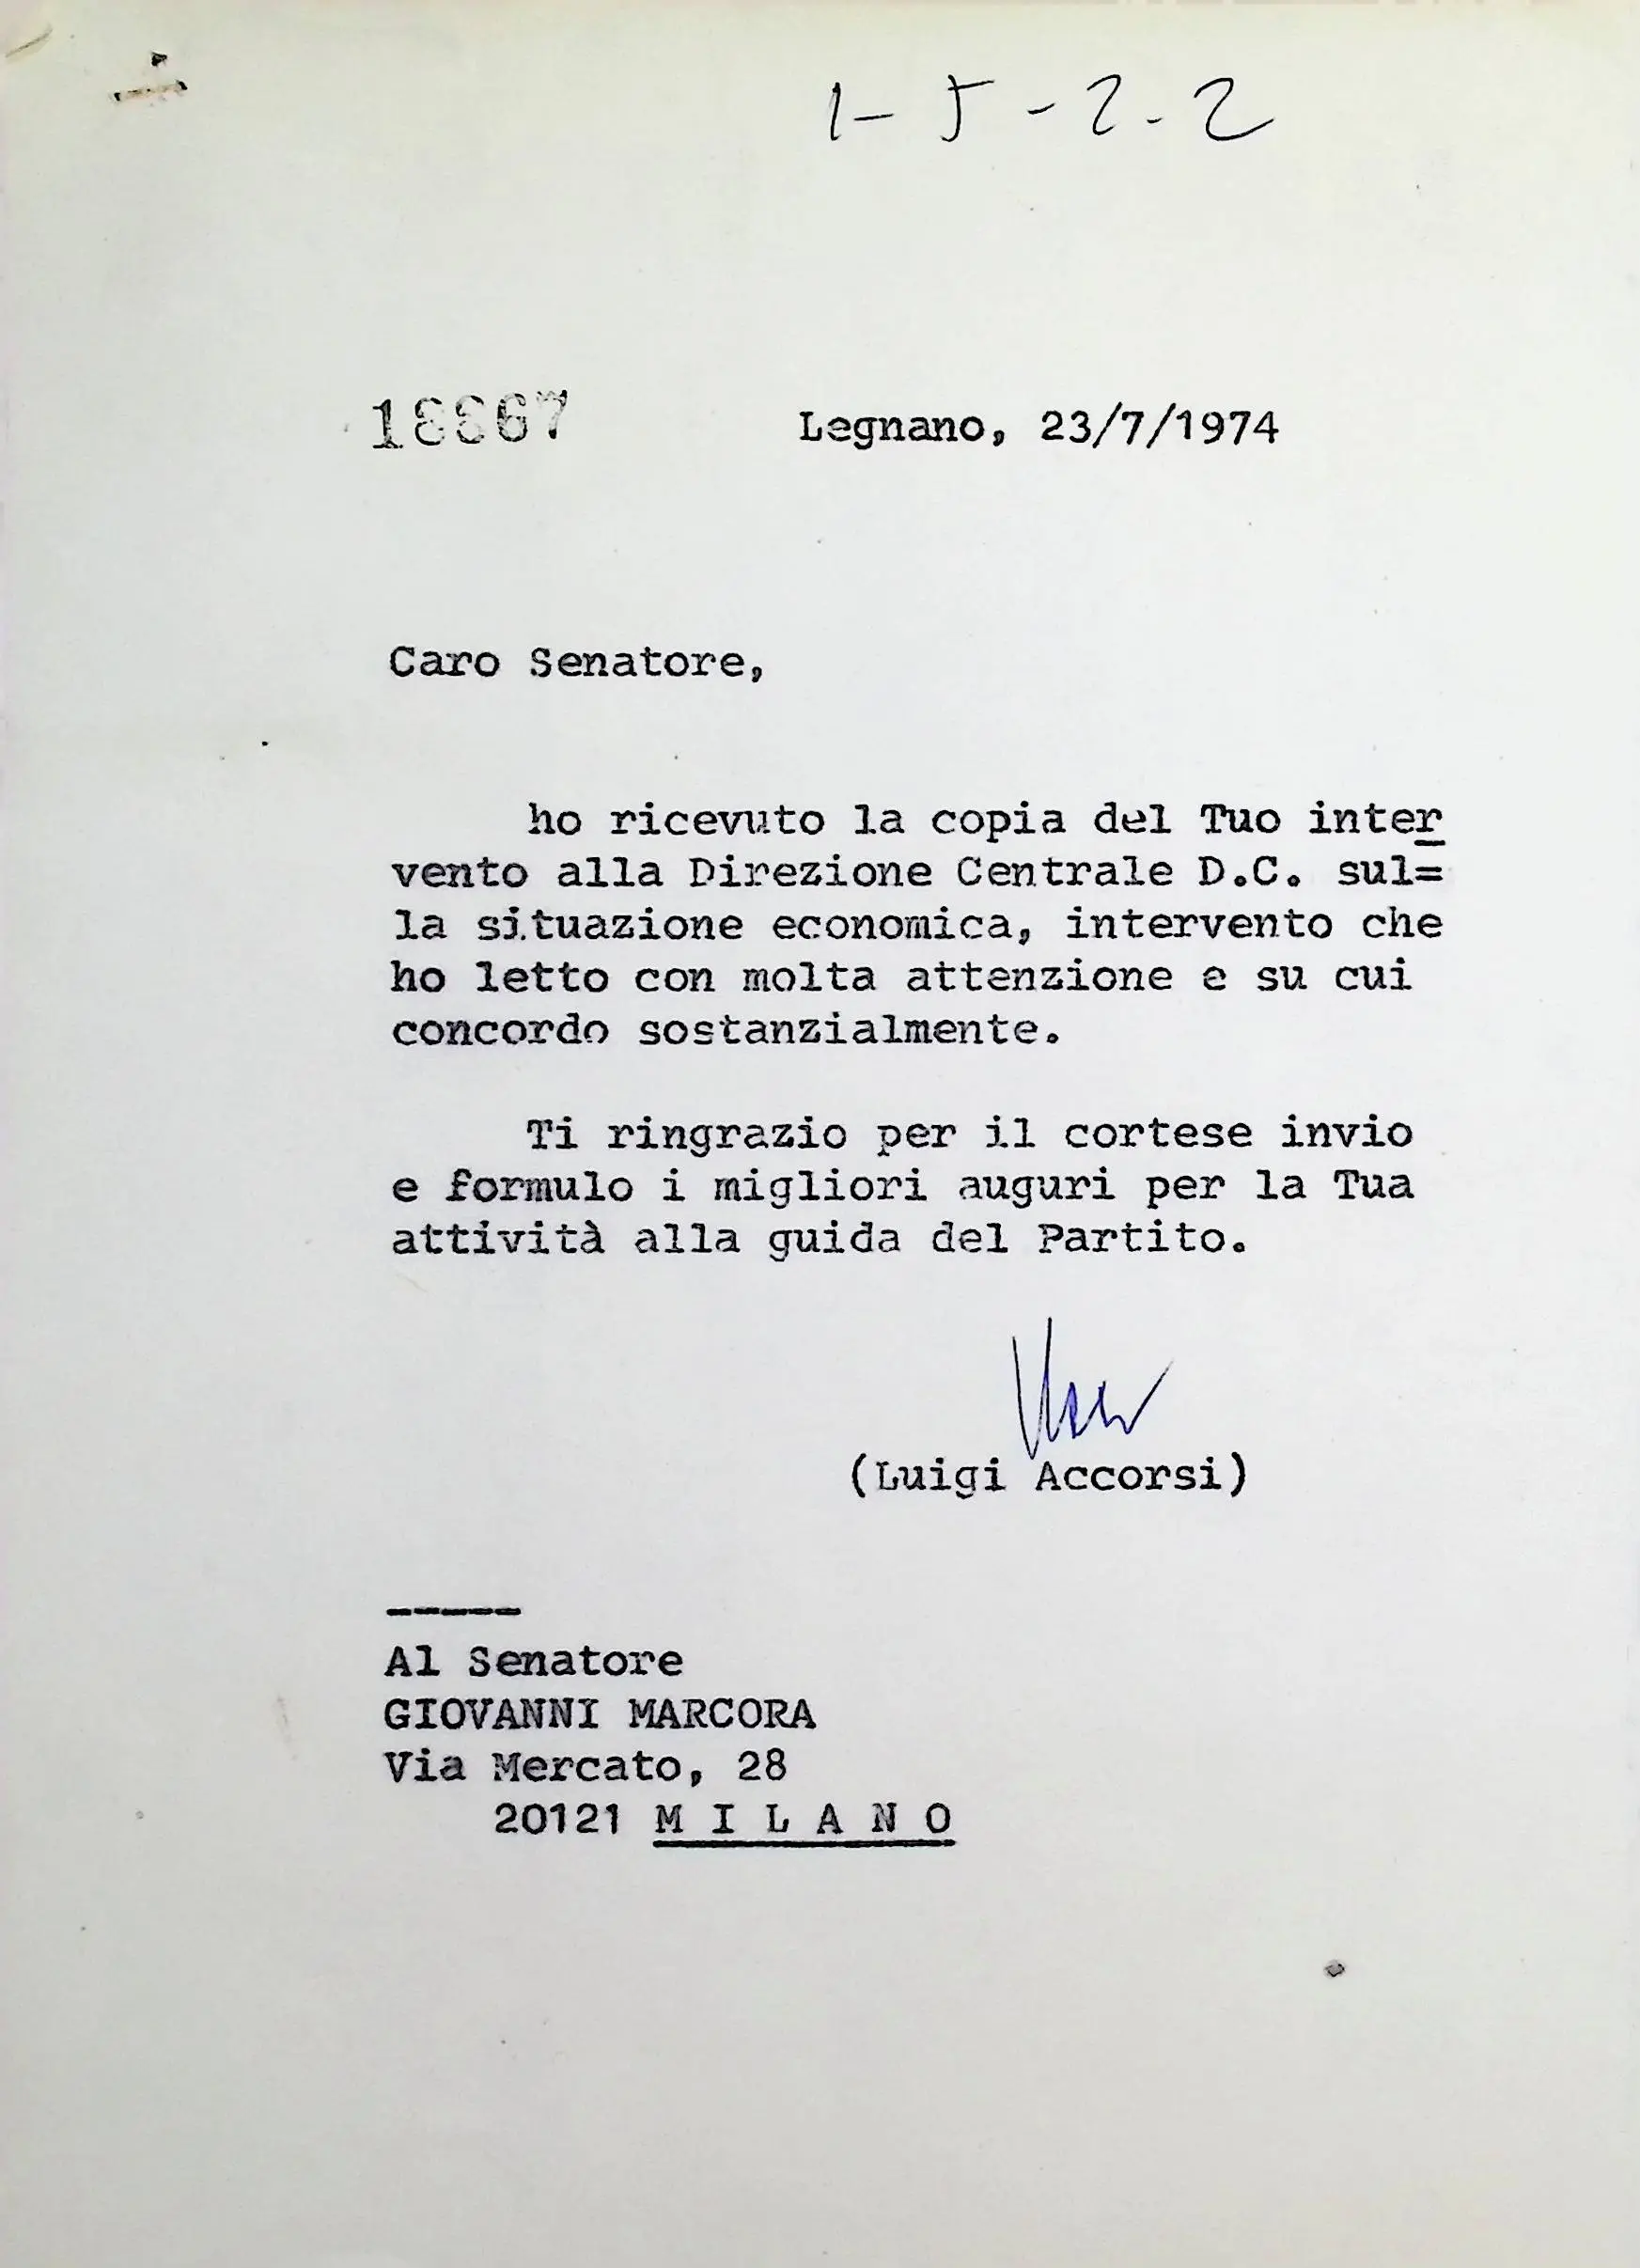 1-5-2-2
18867
Legnano, 23/7/1974
Caro Senatore,
ho ricevuto la copia del Tuo inter
vento alla Direzione Centrale D.C. sul=
la situazione economica, intervento che
ho letto con molta attenzione e su cui
concordo sostanzialmente.
Ti ringrazio per il cortese invio
e formulo i migliori auguri per la Tua
attività alla guida del Partito.
(Luigi Accorsi)
-----
Al Senatore
GIOVANNI MARCORA
Via Mercato, 28
20121 M I L A N O